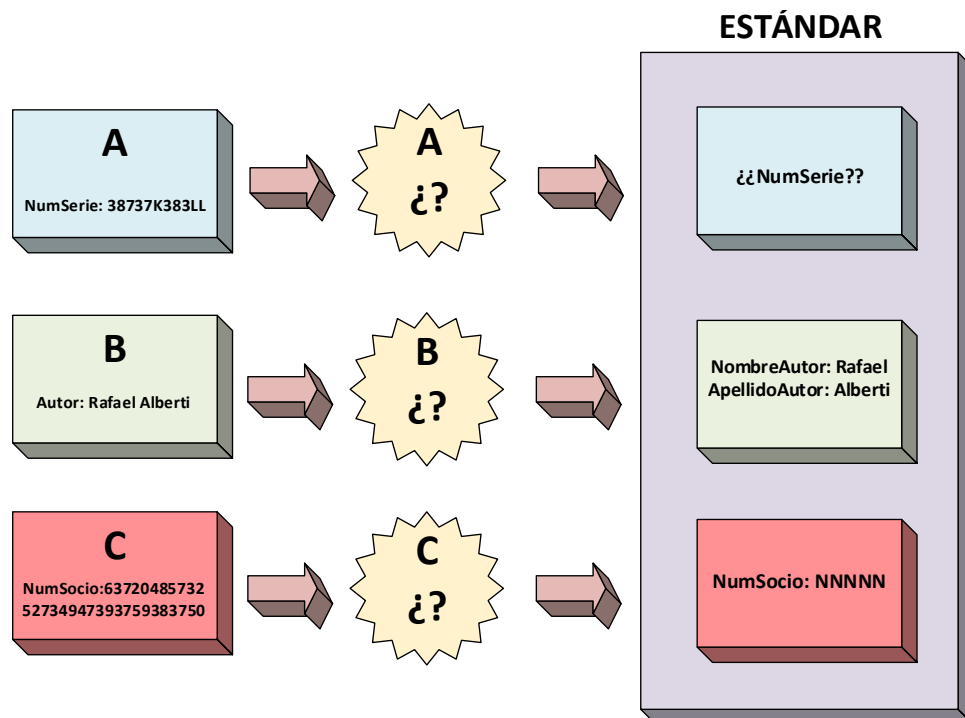 ESTÁNDAR
A
NumSerie: 38737K383LL
A
¿?
¿¿NumSerie??
B
Autor: Rafael Alberti
B
¿?
NombreAutor: Rafael
ApellidoAutor: Alberti
C
NumSocio:63720485732
52734947393759383750
C
¿?
NumSocio: NNNNN